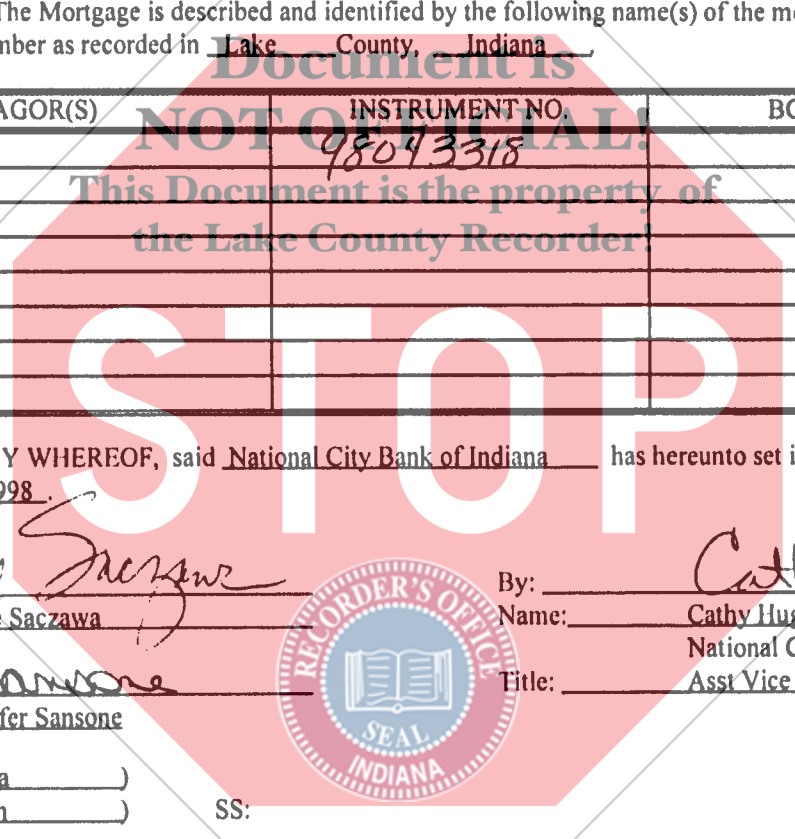 The Mortgage is described and identified by the following name(s) of the mo
mber as recorded in Lake County, Indiana,
Document is
AGOR(S) INSTRUMENT NO. BO
NOT OFFICIAL!
98043318
This Document is the property of
the Lake County Recorder!
STOP
Y WHEREOF, said National City Bank of Indiana has hereunto set i
998.
Saczawa
By: Cath
e Saczawa
Name: Cathy Hug
National C
Sansone
Title: Asst Vice
fer Sansone
RECORDER'S OFFICE
SEAL
INDIANA
a )
n ) SS: